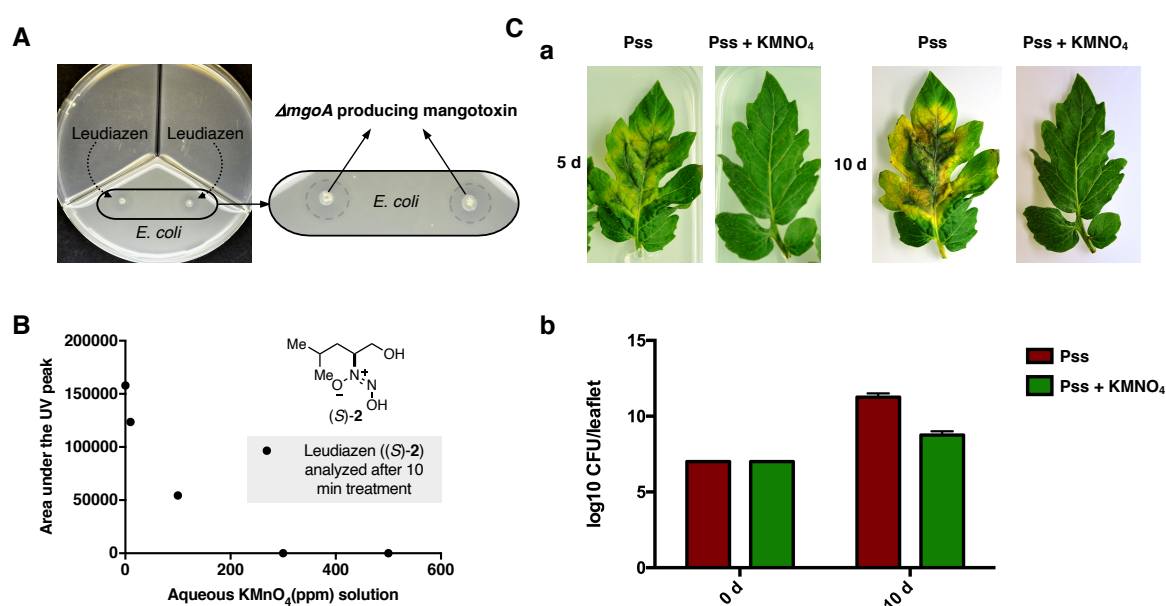 A
Leudiazen
Leudiazen
E. coli
ΔmgoA producing mangotoxin
E. coli
B
Area under the UV peak
200000
150000
100000
50000
0
0
200
400
600
Aqueous KMnO₄(ppm) solution
Me
Me
OH
N
+
O
−
N
OH
(S)-2
Leudiazen ((S)-2)
analyzed after 10
min treatment
C
a
Pss
Pss + KMNO₄
Pss
Pss + KMNO₄
5 d
10 d
b
log10 CFU/leaflet
15
10
5
0
0 d
10 d
Pss
Pss + KMNO₄